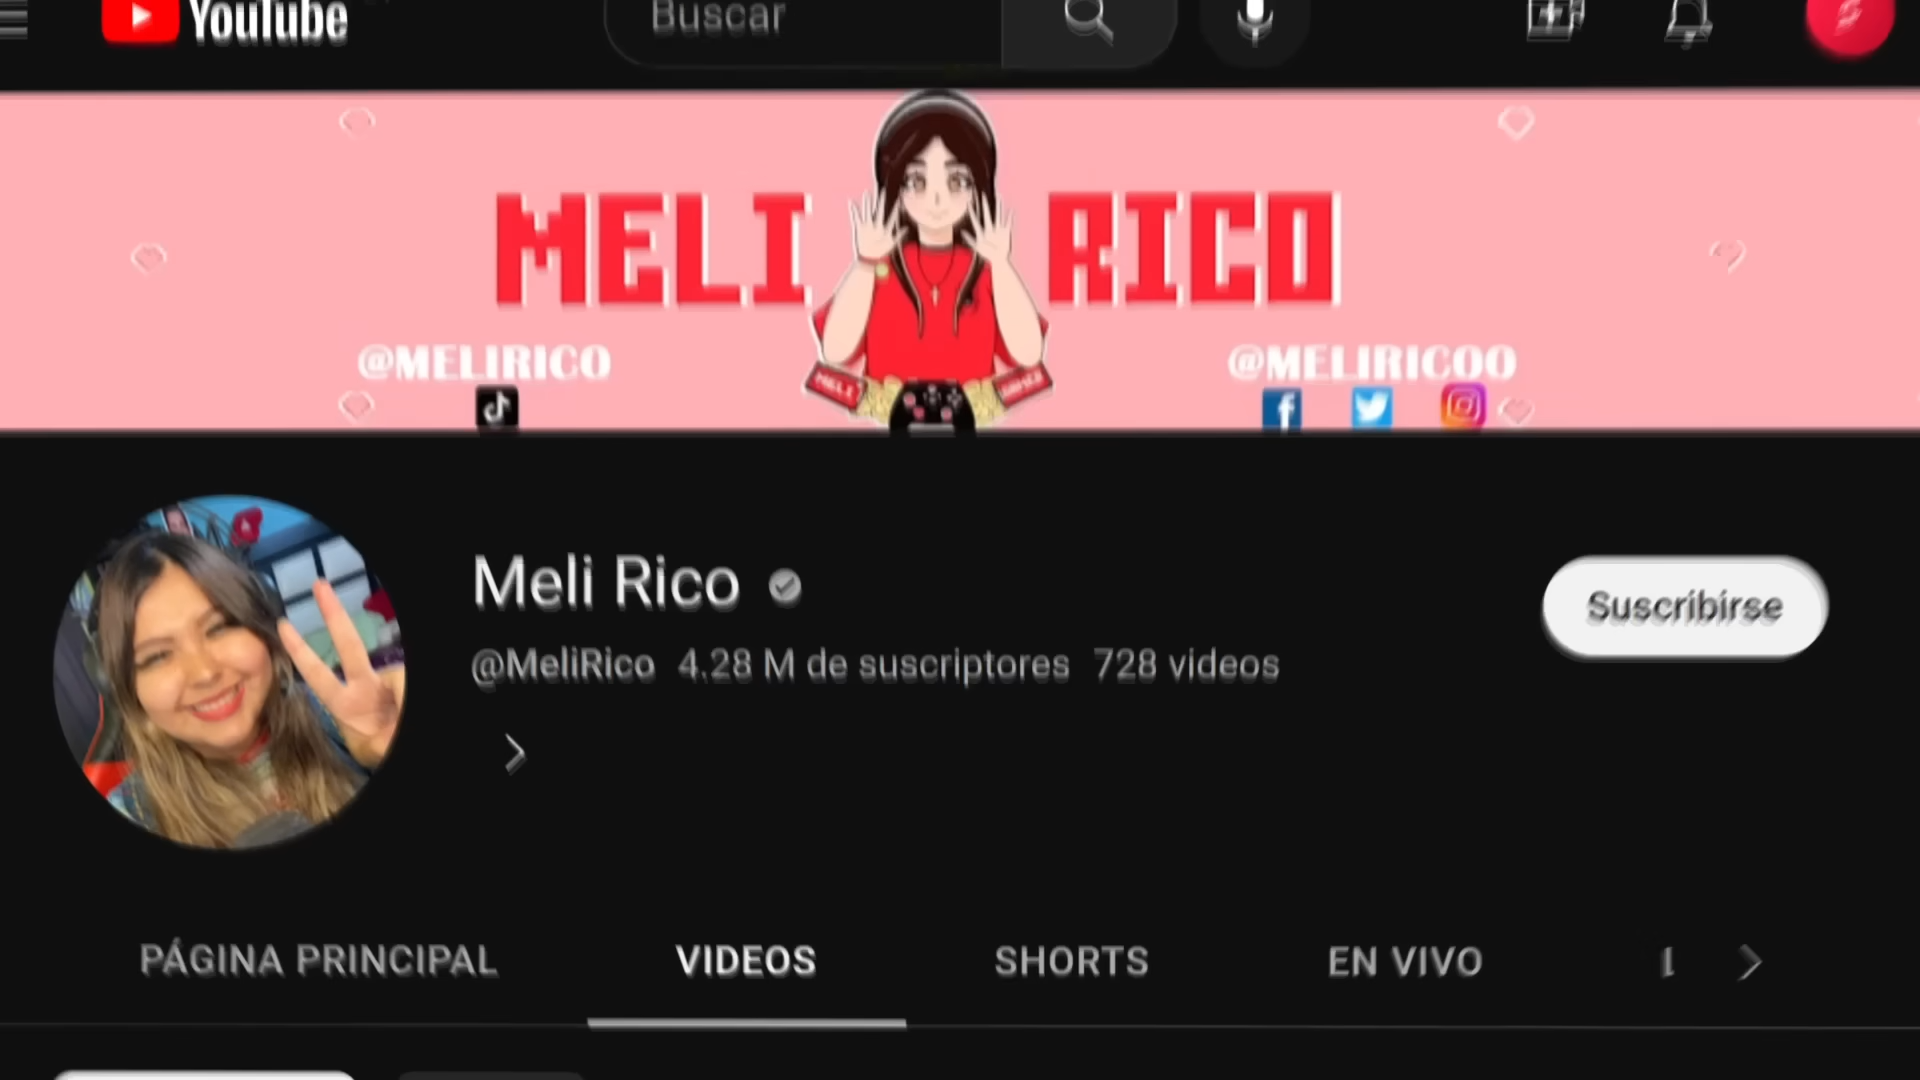 YouTube
Buscar
MELI RICO
@MELIRICO
@MELIRICOO
MELI
Meli Rico
@MeliRico 4.28 M de suscriptores 728 videos
Suscribirse
PÁGINA PRINCIPAL VIDEOS SHORTS EN VIVO